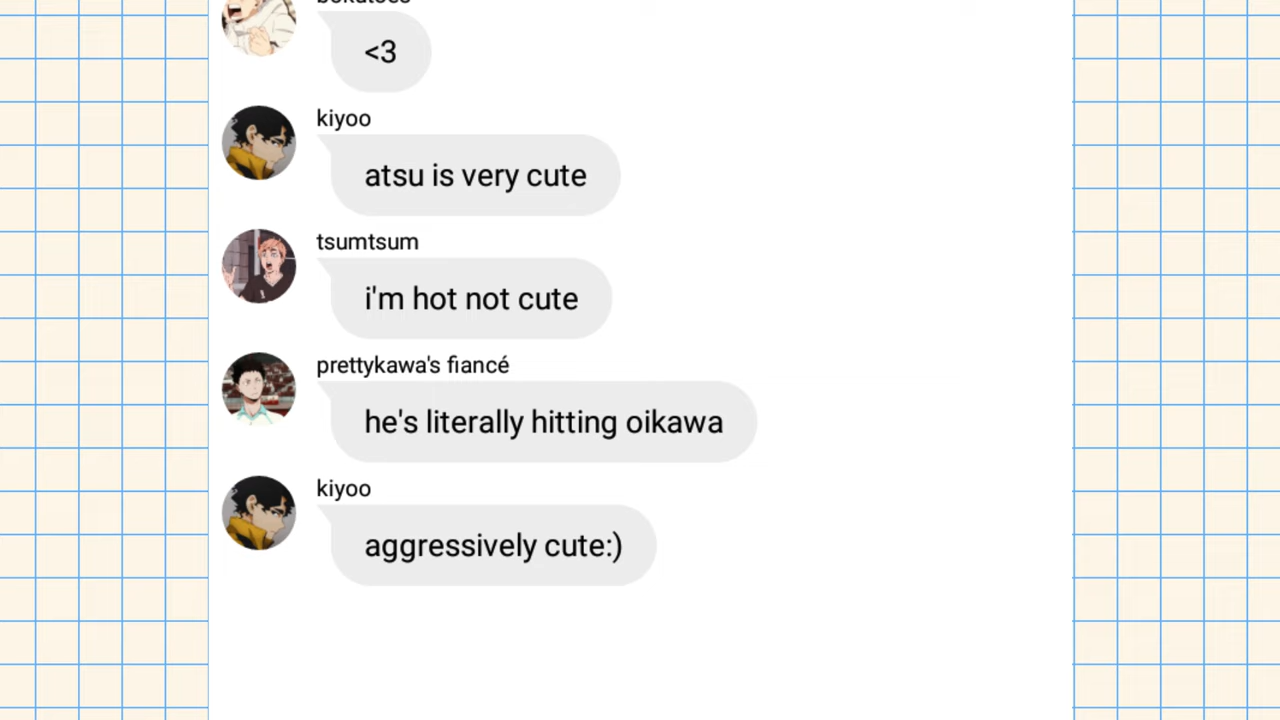 bokutoes
<3
kiyoo
atsu is very cute
tsumtsum
i'm hot not cute
prettykawa's fiancé
he's literally hitting oikawa
kiyoo
aggressively cute:)